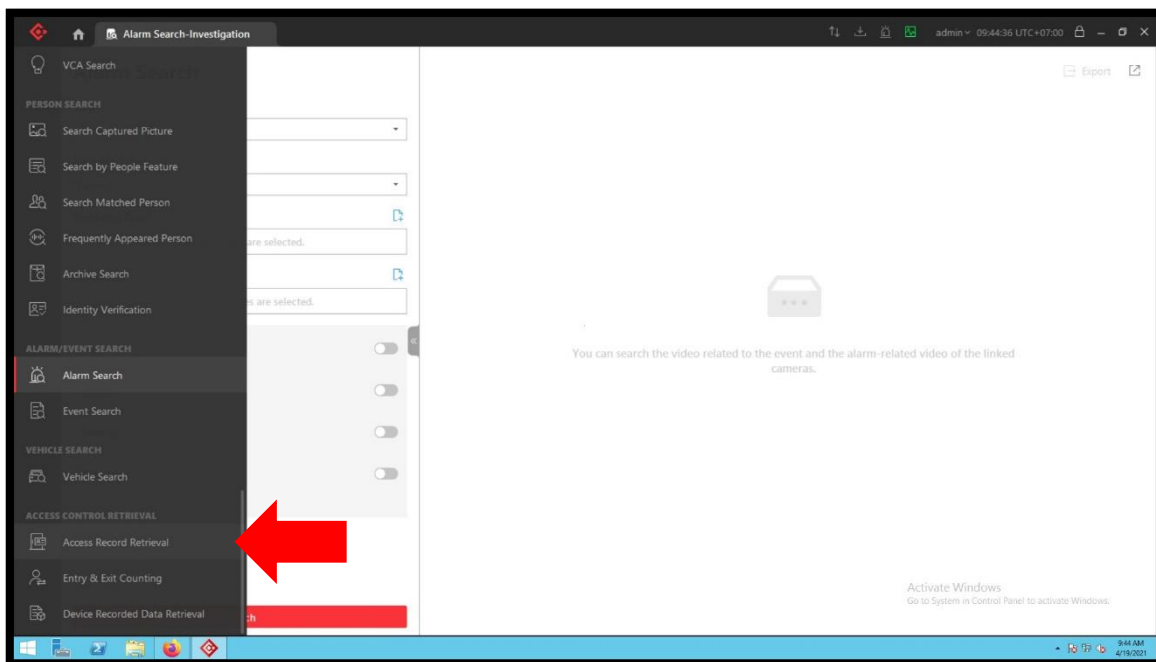 Alarm Search-Investigation
admin 09:44:36 UTC+07:00
VCA Search
Alarm Search
Export
PERSON SEARCH
Search Captured Picture
Search by People Feature
Search Matched Person
Frequently Appeared Person
are selected.
Archive Search
es are selected.
Identity Verification
ALARM/EVENT SEARCH
You can search the video related to the event and the alarm-related video of the linked
cameras.
Alarm Search
Event Search
VEHICLE SEARCH
Vehicle Search
ACCESS CONTROL RETRIEVAL
Access Record Retrieval
Entry & Exit Counting
Activate Windows
Go to System in Control Panel to activate Windows.
Device Recorded Data Retrieval
ch
9:44 AM
4/19/2021